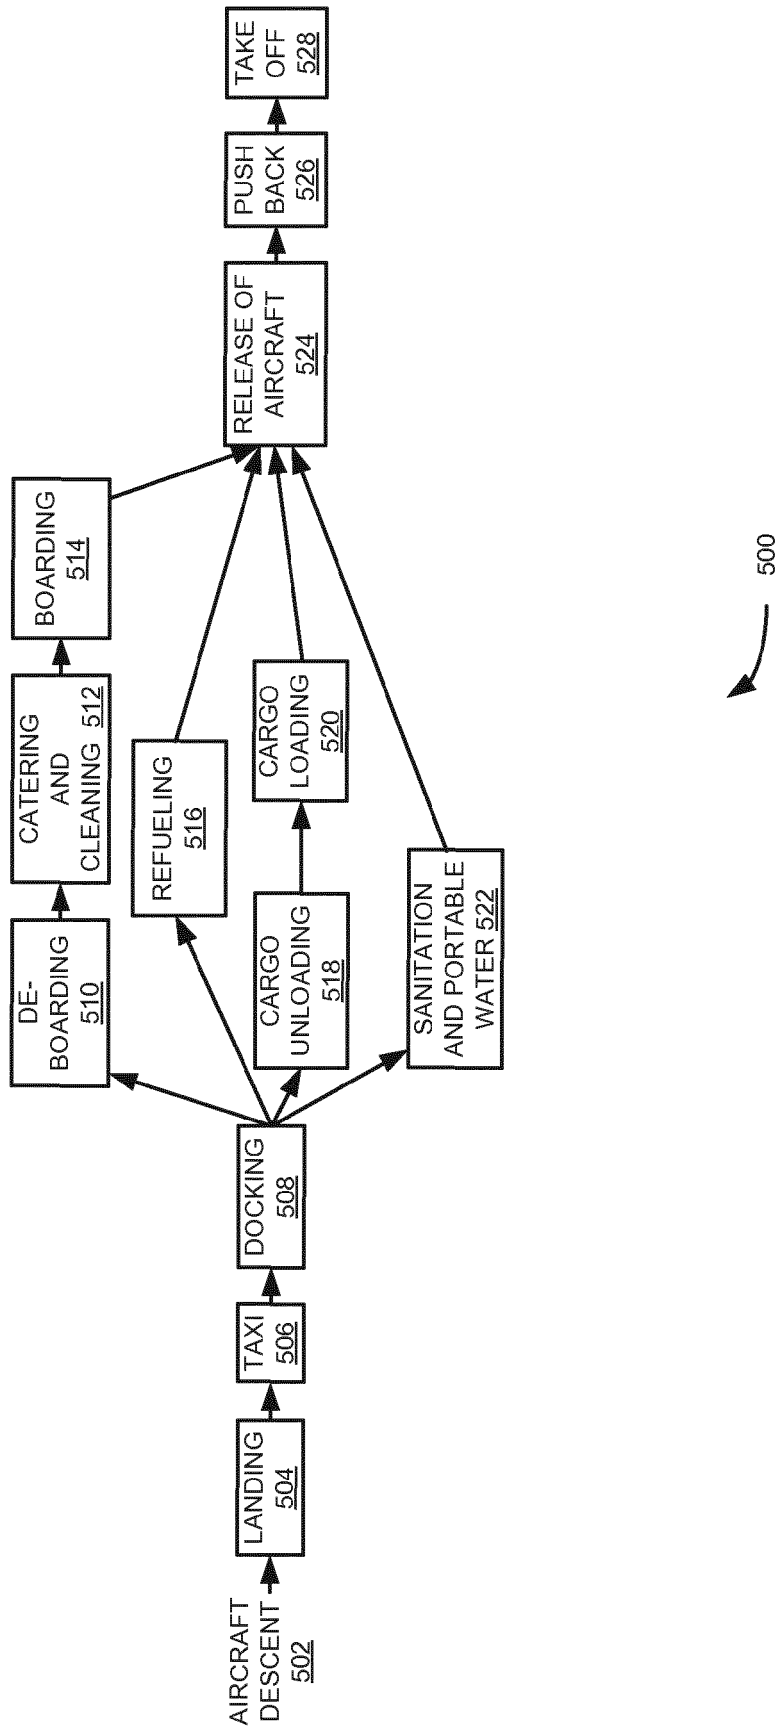 AIRCRAFT
DESCENT
502
LANDING
504
TAXI
506
DOCKING
508
DE-
BOARDING
510
CATERING
AND
CLEANING 512
BOARDING
514
REFUELING
516
CARGO
UNLOADING
518
CARGO
LOADING
520
SANITATION
AND PORTABLE
WATER 522
RELEASE OF
AIRCRAFT
524
PUSH
BACK
526
TAKE
OFF
528
500